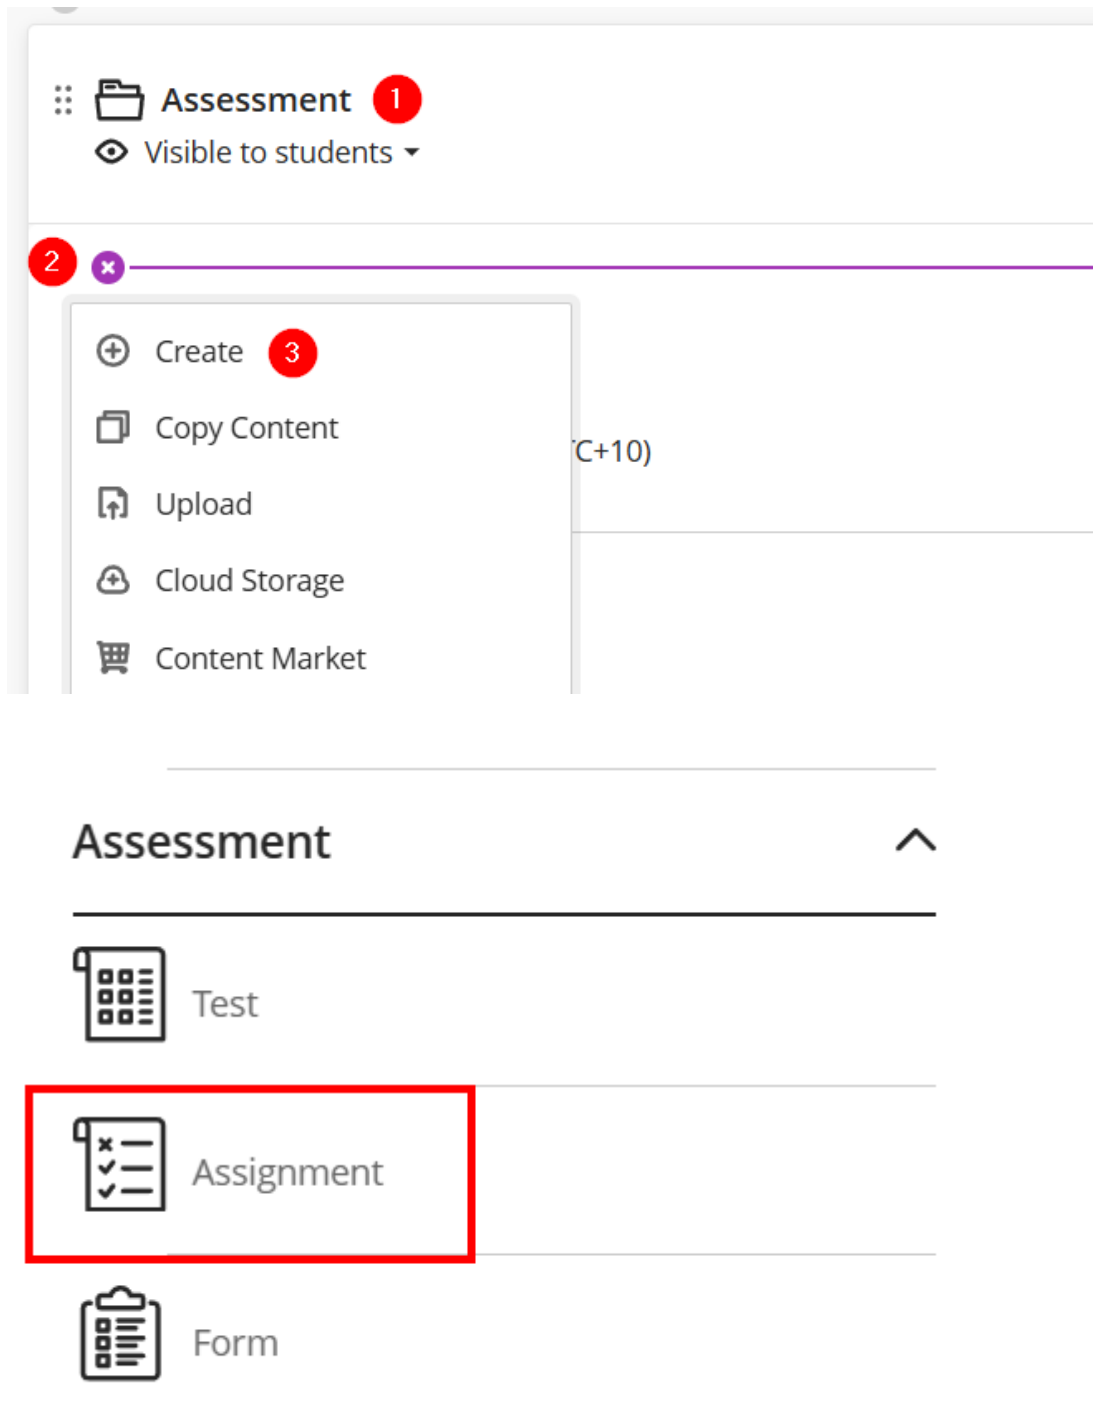 Assessment 1
Visible to students
2
Create 3
Copy Content
C+10)
Upload
Cloud Storage
Content Market
Assessment
Test
Assignment
Form